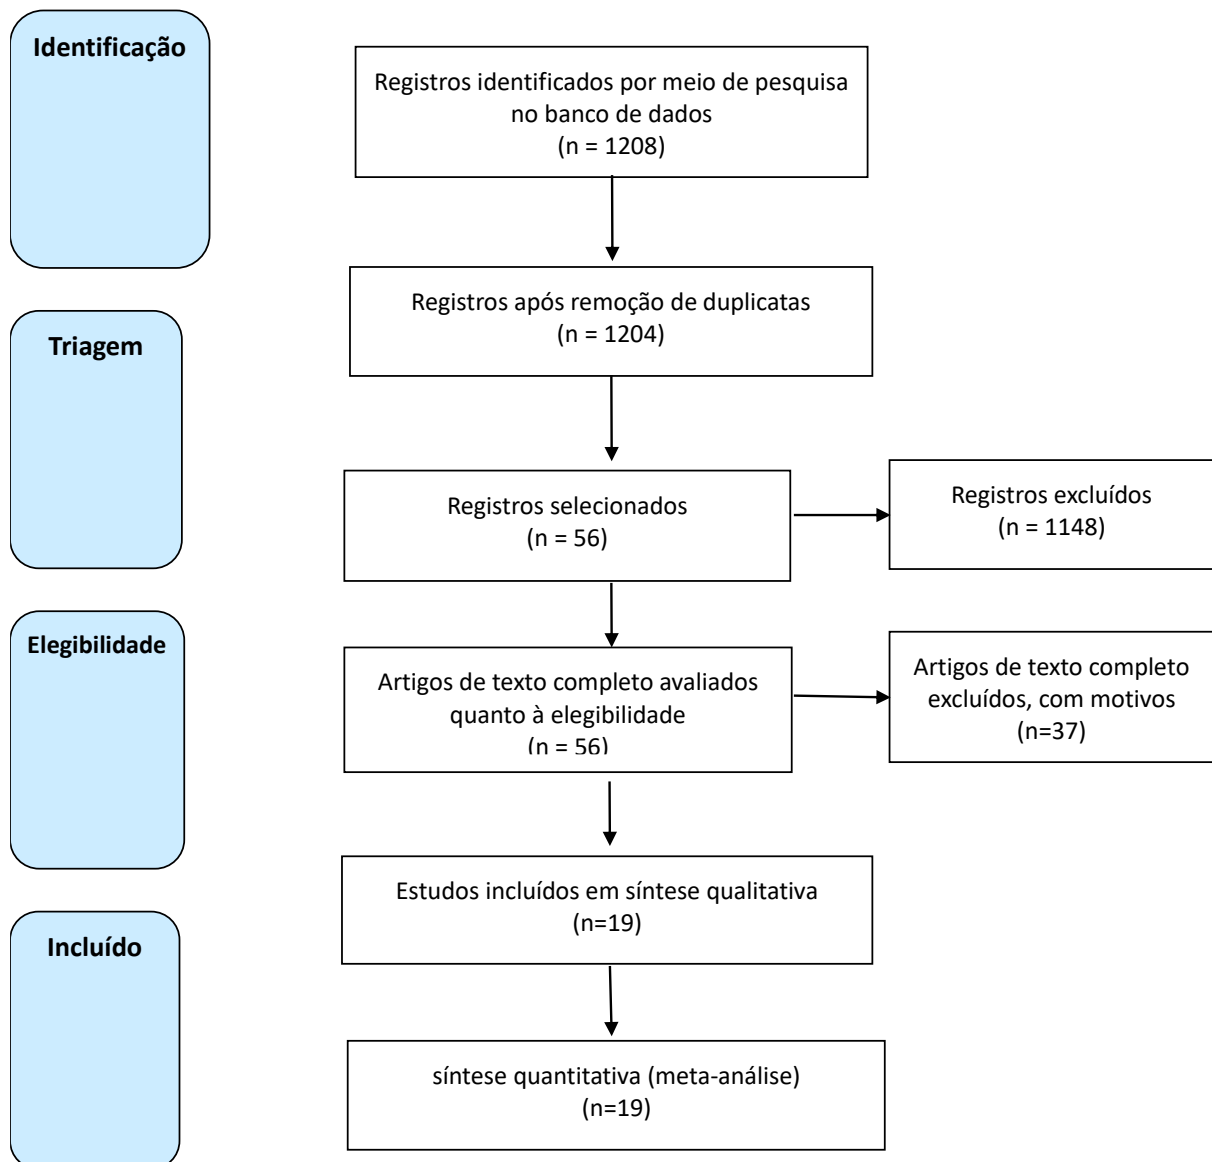 Identificação
Registros identificados por meio de pesquisa
no banco de dados
(n = 1208)
Registros após remoção de duplicatas
(n = 1204)
Triagem
Registros selecionados
(n = 56)
Registros excluídos
(n = 1148)
Elegibilidade
Artigos de texto completo avaliados
quanto à elegibilidade
(n = 56)
Artigos de texto completo
excluídos, com motivos
(n=37)
Estudos incluídos em síntese qualitativa
(n=19)
Incluído
síntese quantitativa (meta-análise)
(n=19)